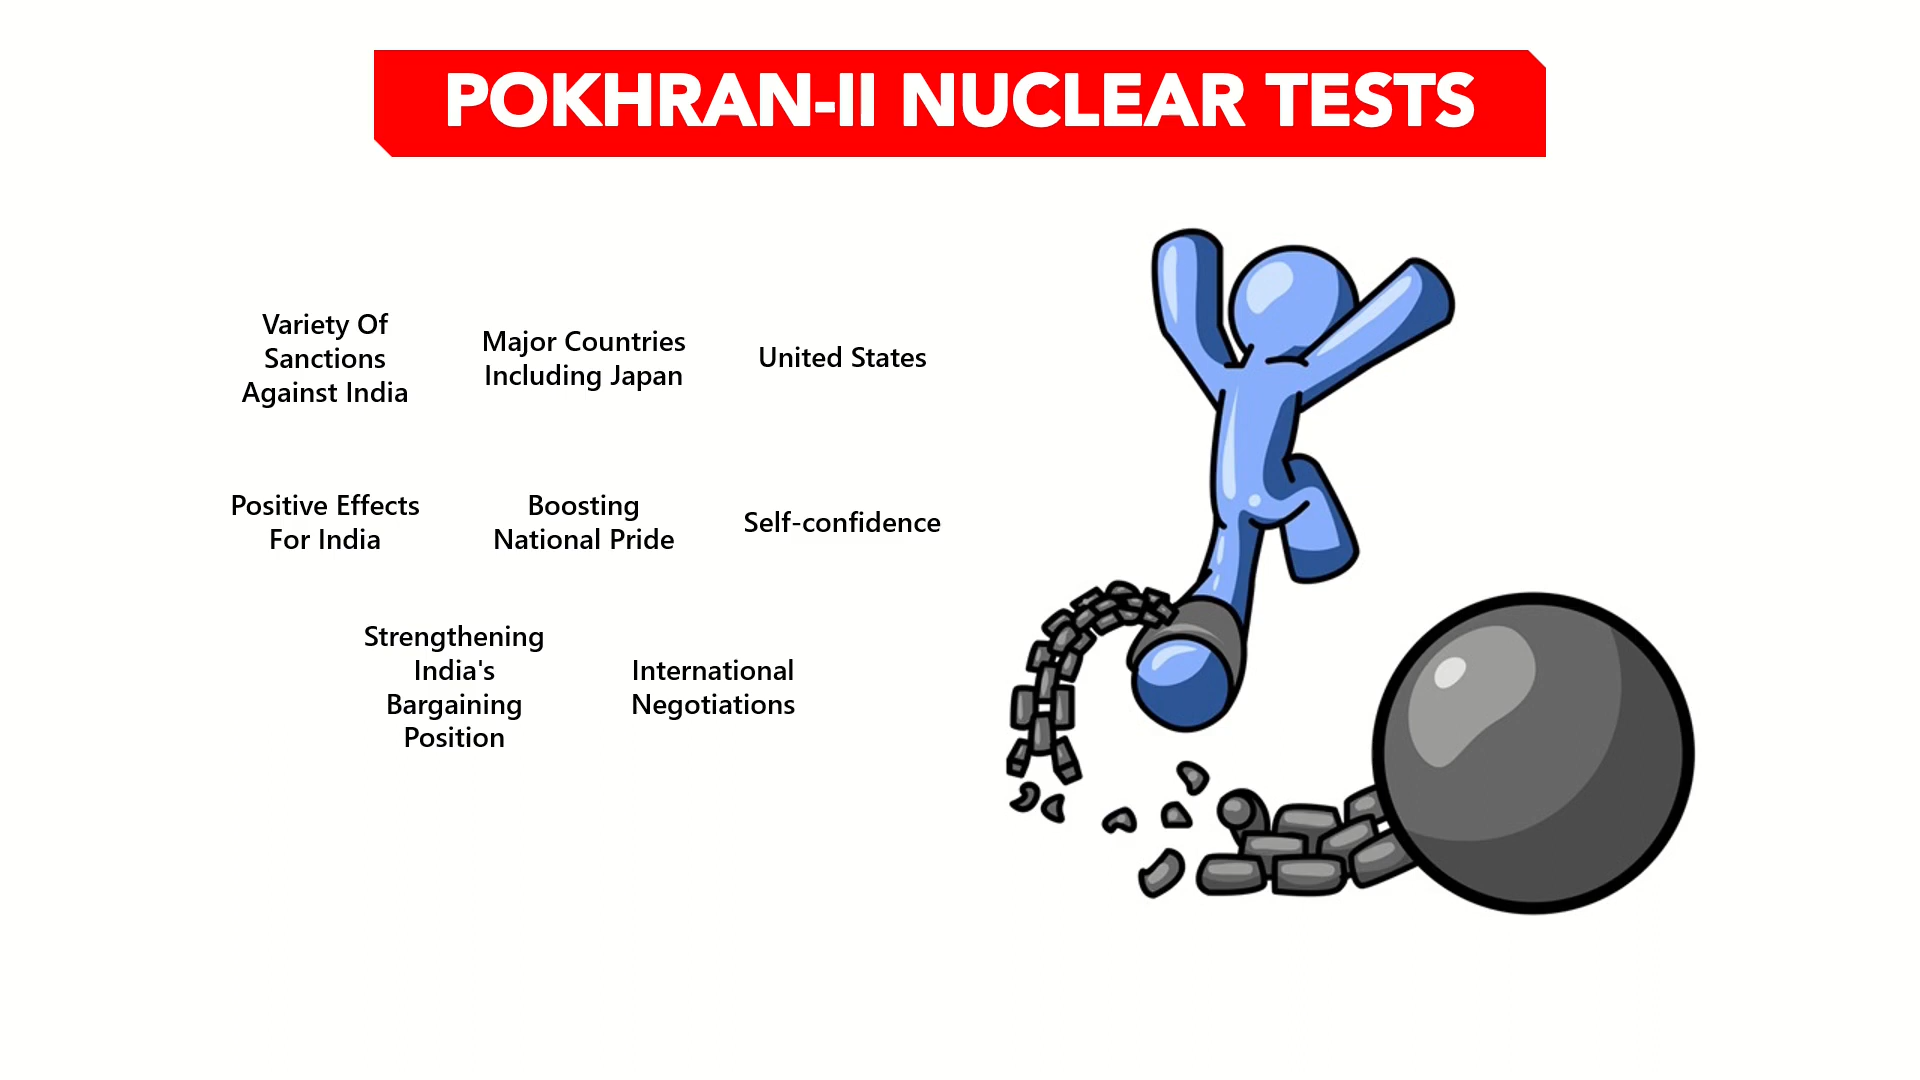 POKHRAN-II NUCLEAR TESTS
Variety Of
Sanctions
Against India
Major Countries
Including Japan
United States
Positive Effects
For India
Boosting
National Pride
Self-confidence
Strengthening
India's
Bargaining
Position
International
Negotiations